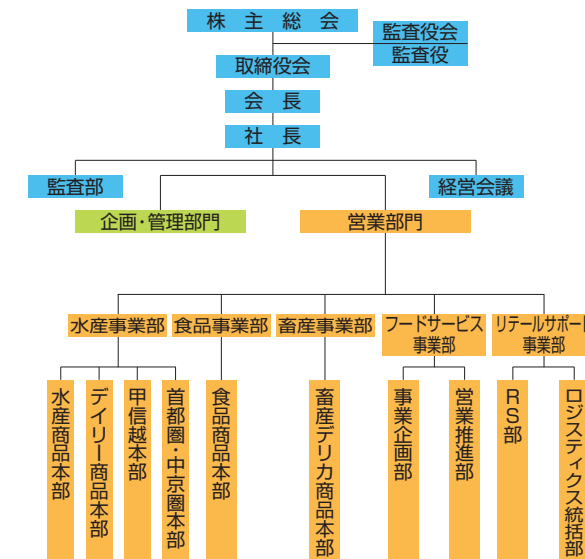 株主総会
監査役会
監査役
取締役会
会長
社長
監査部
経営会議
企画・管理部門
営業部門
水産事業部
食品事業部
畜産事業部
フードサービス
事業部
リテールサポート
事業部
水産商品本部
デイリー商品本部
甲信越本部
首都圏・中京圏本部
食品商品本部
畜産デリカ商品本部
事業企画部
営業推進部
RS部
ロジスティクス統括部